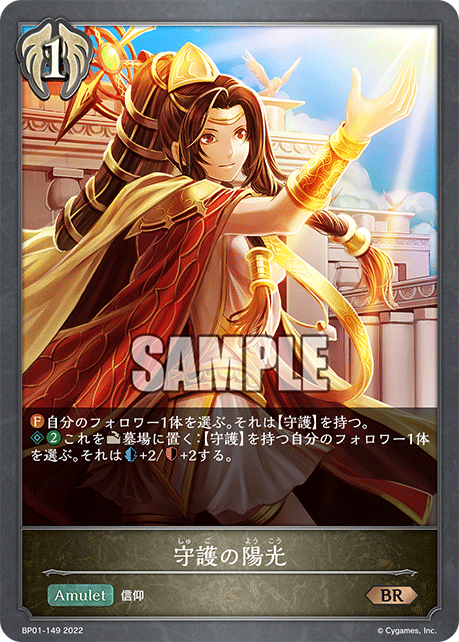 1
SAMPLE
F 自分のフォロワー1体を選ぶ。それは【守護】を持つ。
2 これを墓場に置く:【守護】を持つ自分のフォロワー1体
を選ぶ。それは+2/+2する。
しゅ ご よう こう
守護の陽光
Amulet 信仰 BR
BP01-149 2022 © Cygames, Inc.